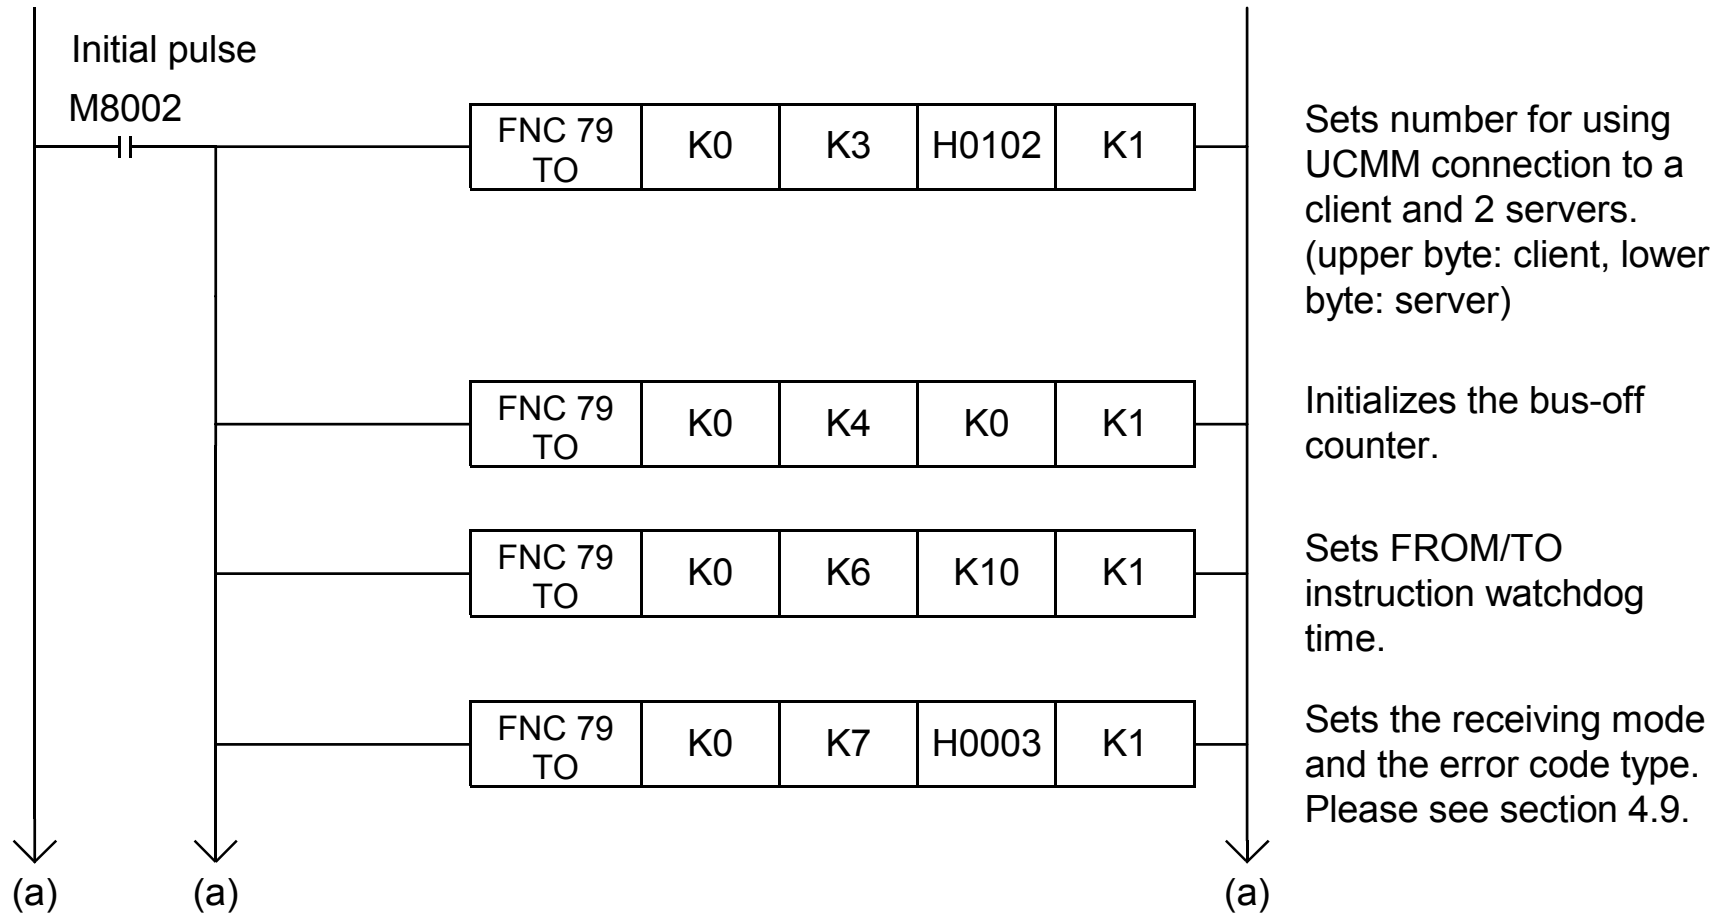 Initial pulse
M8002
FNC 79
TO
K0
K3
H0102
K1
Sets number for using
UCMM connection to a
client and 2 servers.
(upper byte: client, lower
byte: server)
FNC 79
TO
K0
K4
K0
K1
Initializes the bus-off
counter.
FNC 79
TO
K0
K6
K10
K1
Sets FROM/TO
instruction watchdog
time.
FNC 79
TO
K0
K7
H0003
K1
Sets the receiving mode
and the error code type.
Please see section 4.9.
(a)
(a)
(a)